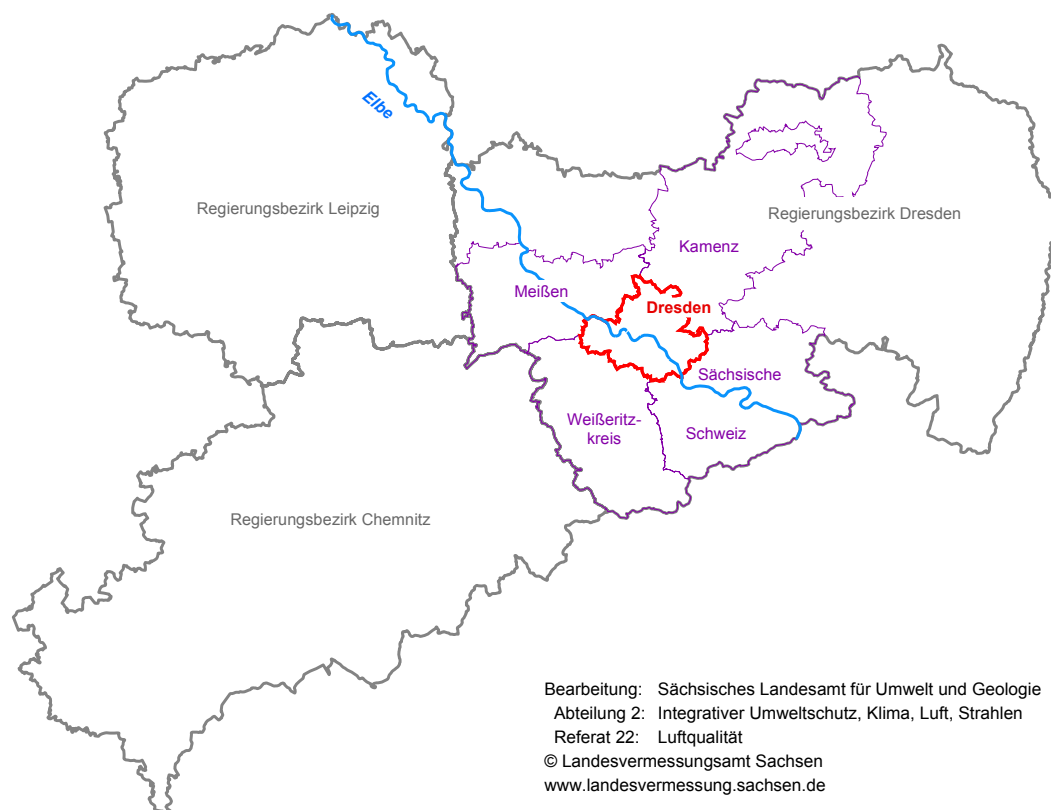 Elbe
Regierungsbezirk Leipzig
Regierungsbezirk Dresden
Kamenz
Meißen
Dresden
Sächsische
Schweiz
Weißeritz-
kreis
Regierungsbezirk Chemnitz
Bearbeitung: Sächsisches Landesamt für Umwelt und Geologie
Abteilung 2: Integrativer Umweltschutz, Klima, Luft, Strahlen
Referat 22: Luftqualität
© Landesvermessungsamt Sachsen
www.landesvermessung.sachsen.de